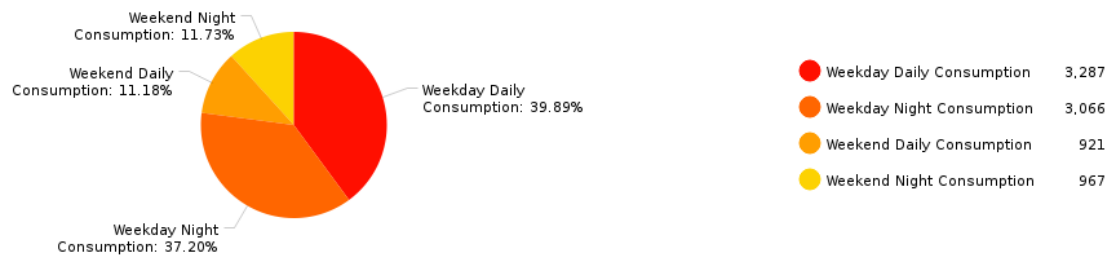 Weekend Night
Consumption: 11.73%
Weekend Daily
Consumption: 11.18%
Weekday Daily
Consumption: 39.89%
Weekday Night
Consumption: 37.20%
Weekday Daily Consumption 3,287
Weekday Night Consumption 3,066
Weekend Daily Consumption 921
Weekend Night Consumption 967